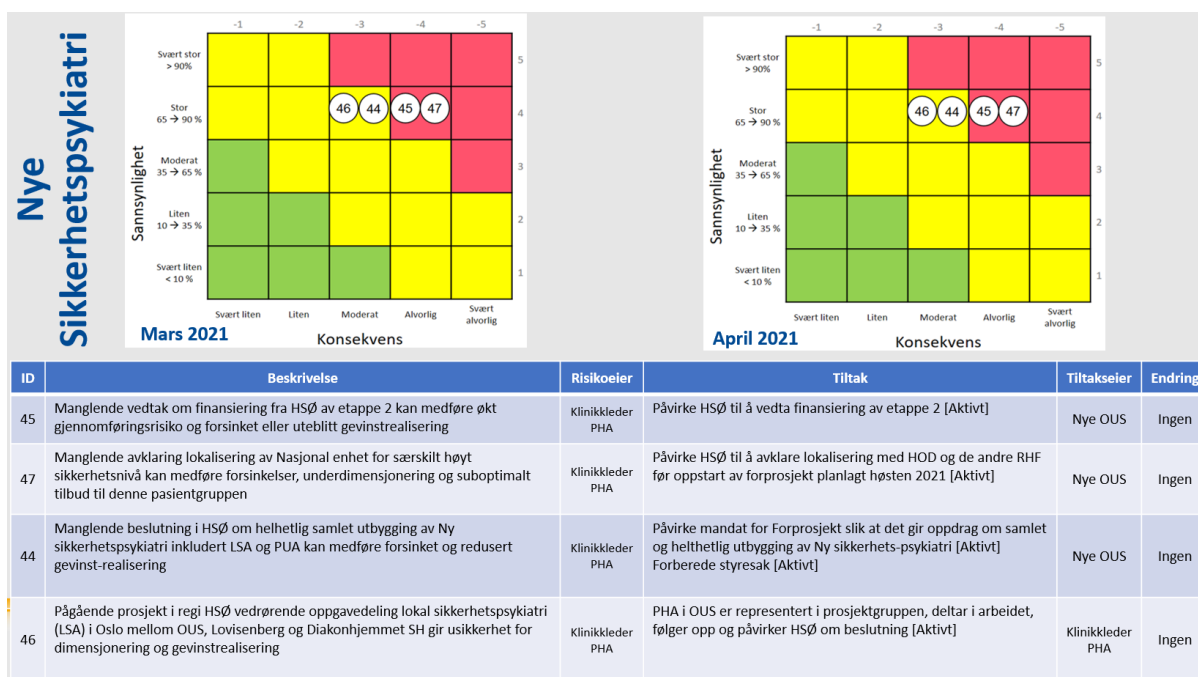 Nye
Sikkerhetspsykiatri
-1 -2 -3 -4 -5
Sannsynlighet
Svært stor
> 90%
5
Stor
65 → 90 %
46 44 45 47
4
Moderat
35 → 65 %
3
Liten
10 → 35 %
2
Svært liten
< 10 %
1
Svært liten Liten Moderat Alvorlig Svært
alvorlig
Mars 2021
Konsekvens
-1 -2 -3 -4 -5
Sannsynlighet
Svært stor
> 90%
5
Stor
65 → 90 %
46 44 45 47
4
Moderat
35 → 65 %
3
Liten
10 → 35 %
2
Svært liten
< 10 %
1
Svært liten Liten Moderat Alvorlig Svært
alvorlig
April 2021
Konsekvens
ID Beskrivelse Risikoeier Tiltak Tiltakseier Endring
45
Manglende vedtak om finansiering fra HSØ av etappe 2 kan medføre økt
gjennomføringsrisiko og forsinket eller uteblitt gevinstrealisering
Klinikkleder
PHA
Påvirke HSØ til å vedta finansiering av etappe 2 [Aktivt]
Nye OUS
Ingen
47
Manglende avklaring lokalisering av Nasjonal enhet for særskilt høyt
sikkerhetsnivå kan medføre forsinkelser, underdimensjonering og suboptimalt
tilbud til denne pasientgruppen
Klinikkleder
PHA
Påvirke HSØ til å avklare lokalisering med HOD og de andre RHF
før oppstart av forprosjekt planlagt høsten 2021 [Aktivt]
Nye OUS
Ingen
44
Manglende beslutning i HSØ om helhetlig samlet utbygging av Ny
sikkerhetspsykiatri inkludert LSA og PUA kan medføre forsinket og redusert
gevinst-realisering
Klinikkleder
PHA
Påvirke mandat for Forprosjekt slik at det gir oppdrag om samlet
og helthetlig utbygging av Ny sikkerhets-psykiatri [Aktivt]
Forberede styresak [Aktivt]
Nye OUS
Ingen
46
Pågående prosjekt i regi HSØ vedrørende oppgavedeling lokal sikkerhetspsykiatri
(LSA) i Oslo mellom OUS, Lovisenberg og Diakonhjemmet SH gir usikkerhet for
dimensjonering og gevinstrealisering
Klinikkleder
PHA
PHA i OUS er representert i prosjektgruppen, deltar i arbeidet,
følger opp og påvirker HSØ om beslutning [Aktivt]
Klinikkleder
PHA
Ingen